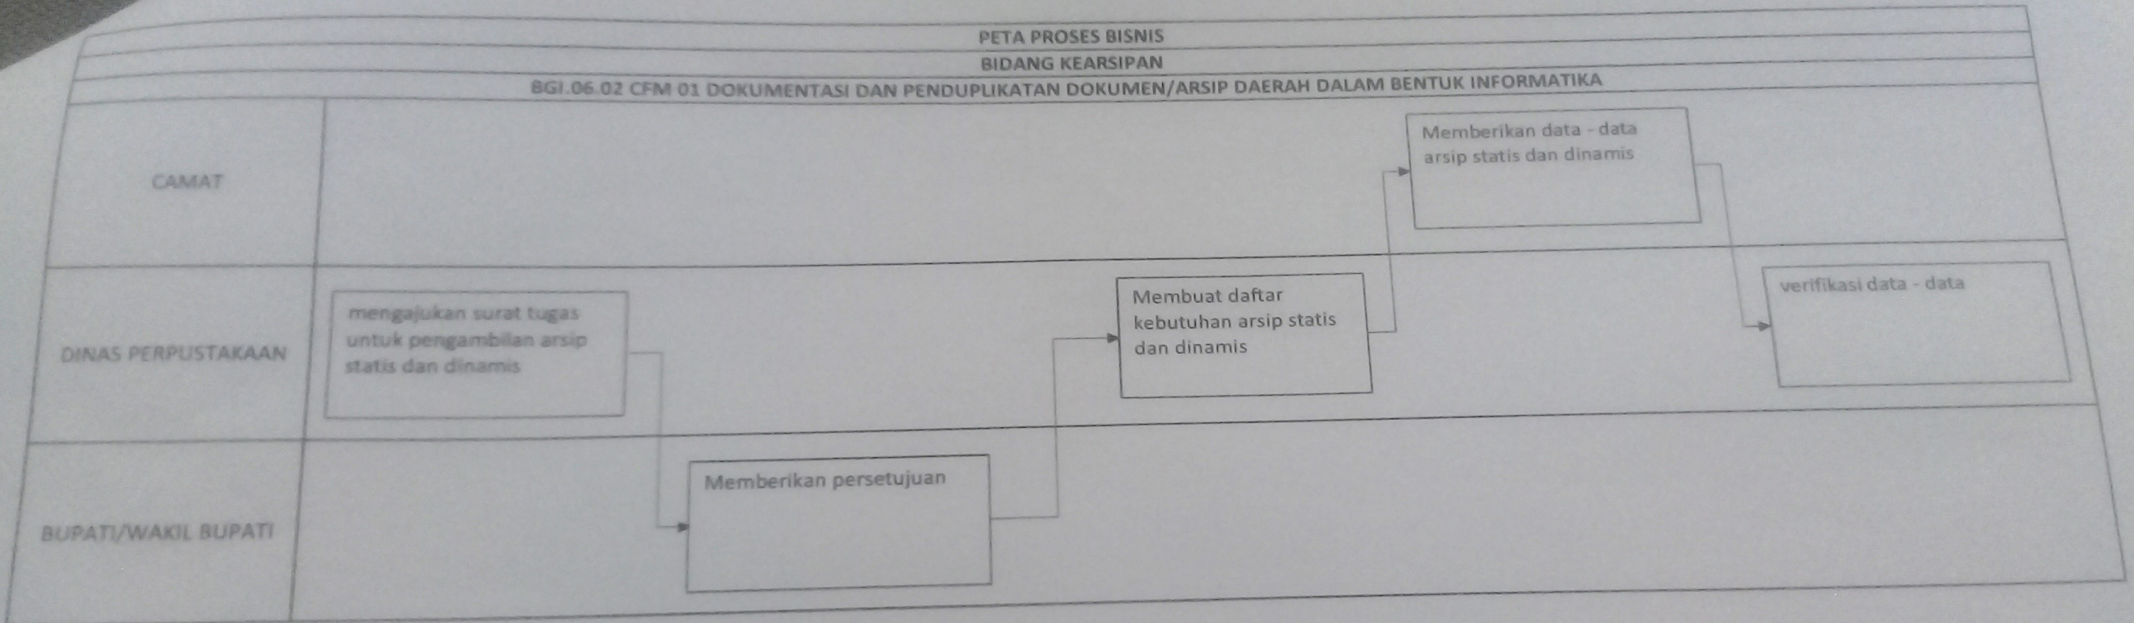 PETA PROSES BISNIS
BIDANG KEARSIPAN
BGI.06.02 CFM 01 DOKUMENTASI DAN PENDUPLIKATAN DOKUMEN/ARSIP DAERAH DALAM BENTUK INFORMATIKA
CAMAT
Memberikan data - data
arsip statis dan dinamis
DINAS PERPUSTAKAAN
mengajukan surat tugas
untuk pengambilan arsip
statis dan dinamis
Membuat daftar
kebutuhan arsip statis
dan dinamis
verifikasi data - data
BUPATI/WAKIL BUPATI
Memberikan persetujuan